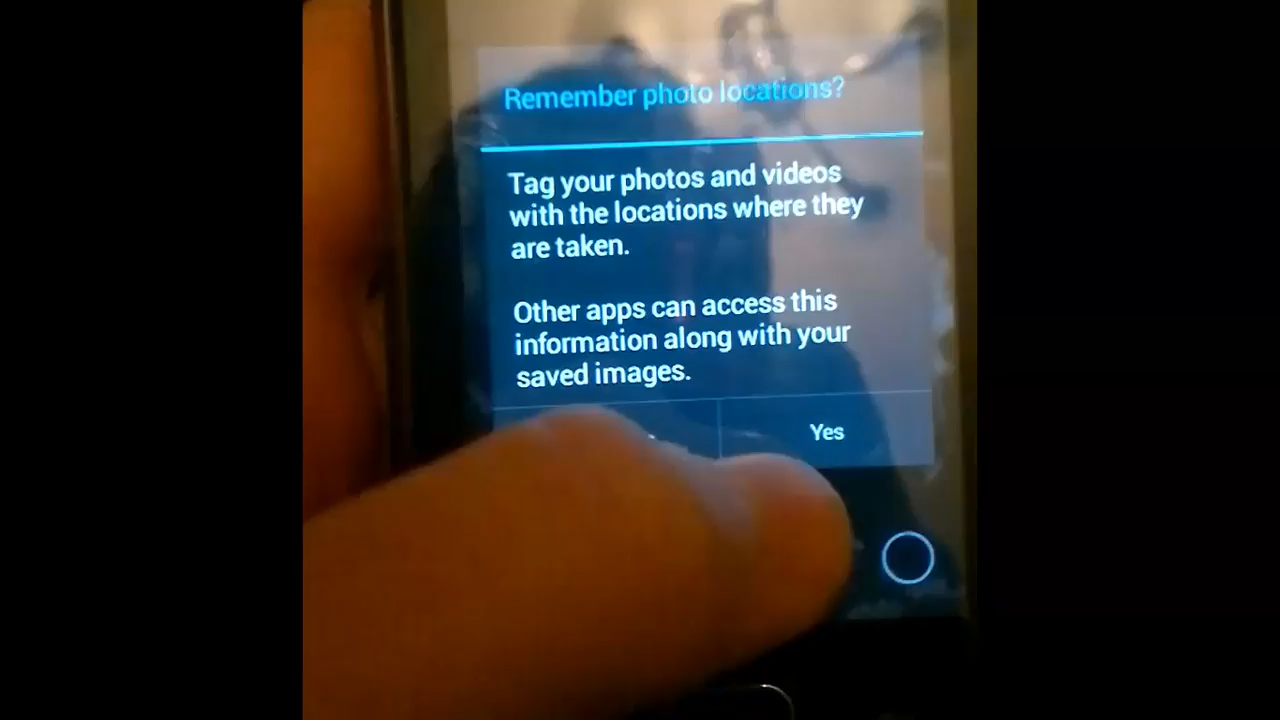 Remember photo locations?
Tag your photos and videos
with the locations where they
are taken.
Other apps can access this
information along with your
saved images.
Yes